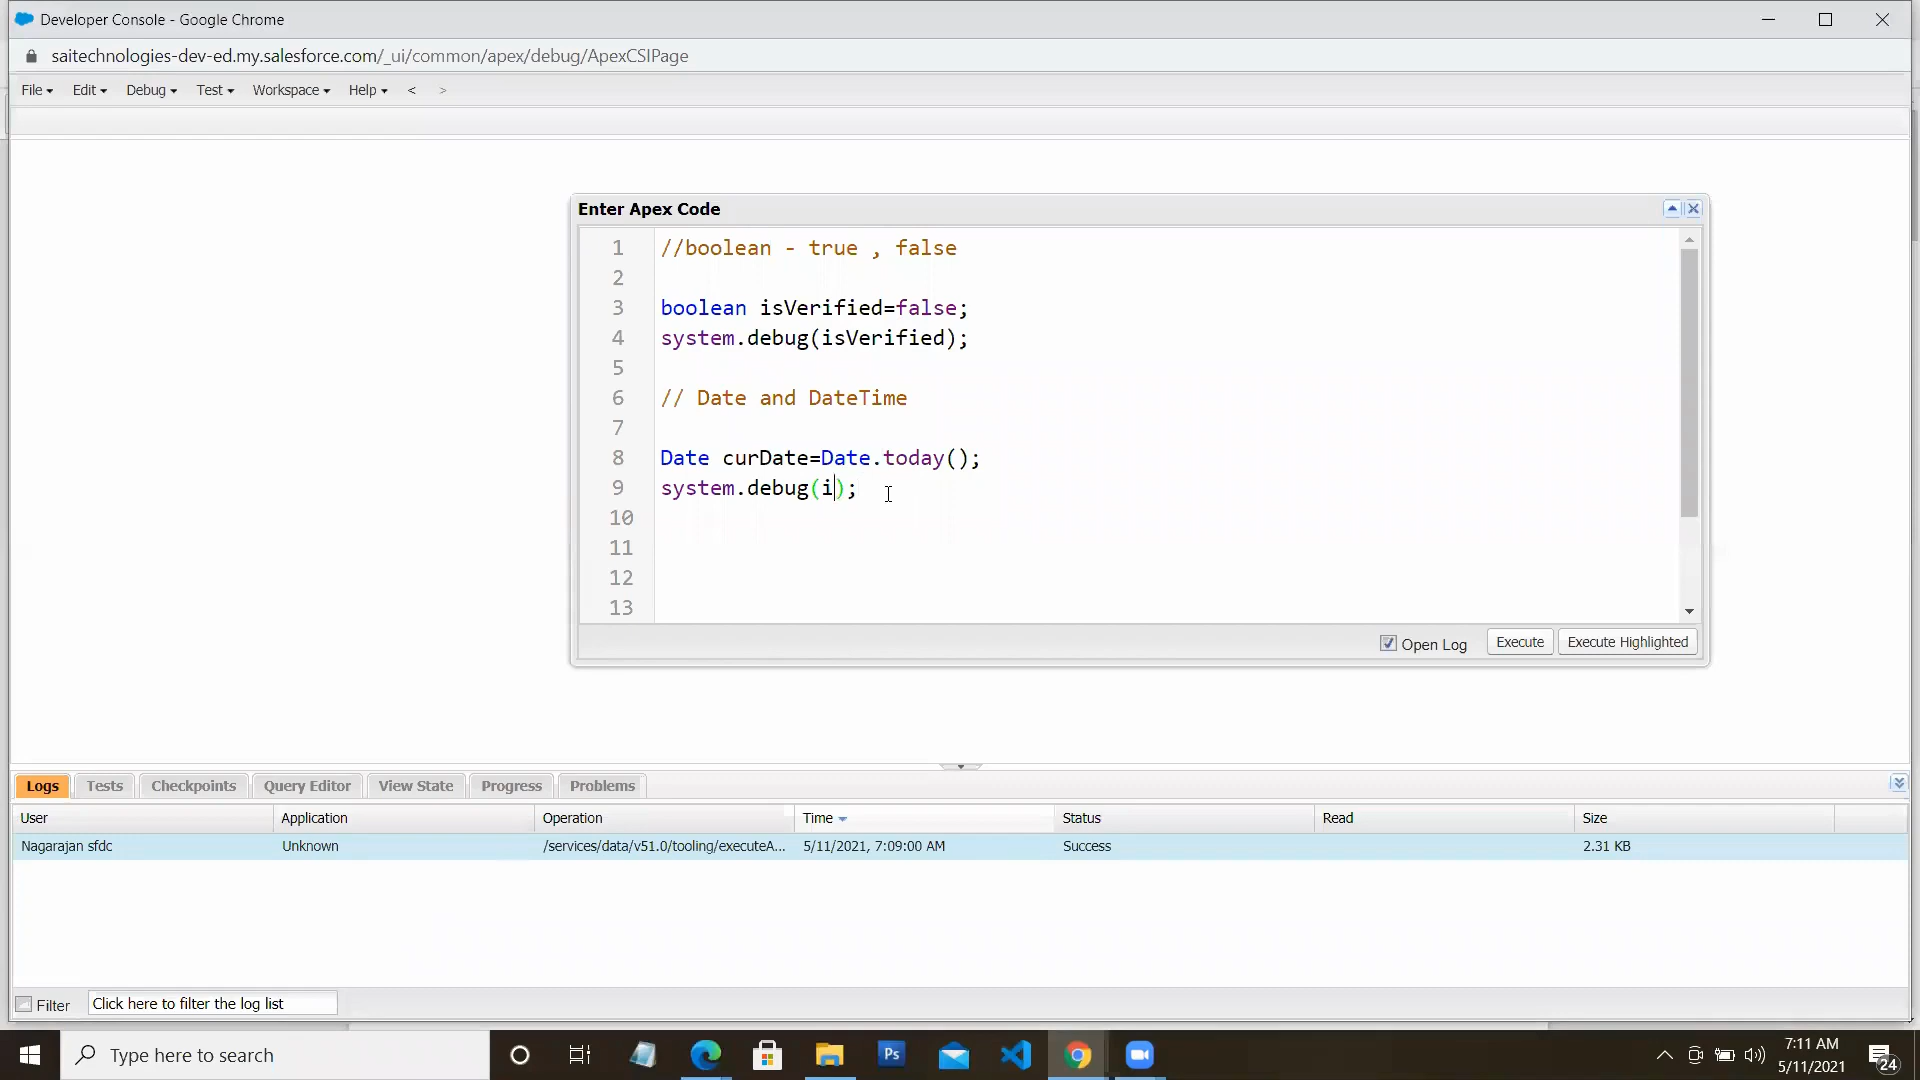 Developer Console - Google Chrome
saitechnologies-dev-ed.my.salesforce.com/_ui/common/apex/debug/ApexCSIPage
File Edit Debug Test Workspace Help < >
Enter Apex Code
1 //boolean - true , false
2
3 boolean isVerified=false;
4 system.debug(isVerified);
5
6 // Date and DateTime
7
8 Date curDate=Date.today();
9 system.debug(i);
10
11
12
13
Open Log Execute Execute Highlighted
Logs Tests Checkpoints Query Editor View State Progress Problems
User Application Operation Time Status Read Size
Nagarajan sfdc Unknown /services/data/v51.0/tooling/executeA... 5/11/2021, 7:09:00 AM Success 2.31 KB
Filter Click here to filter the log list
Type here to search
Ps
7:11 AM
5/11/2021
24